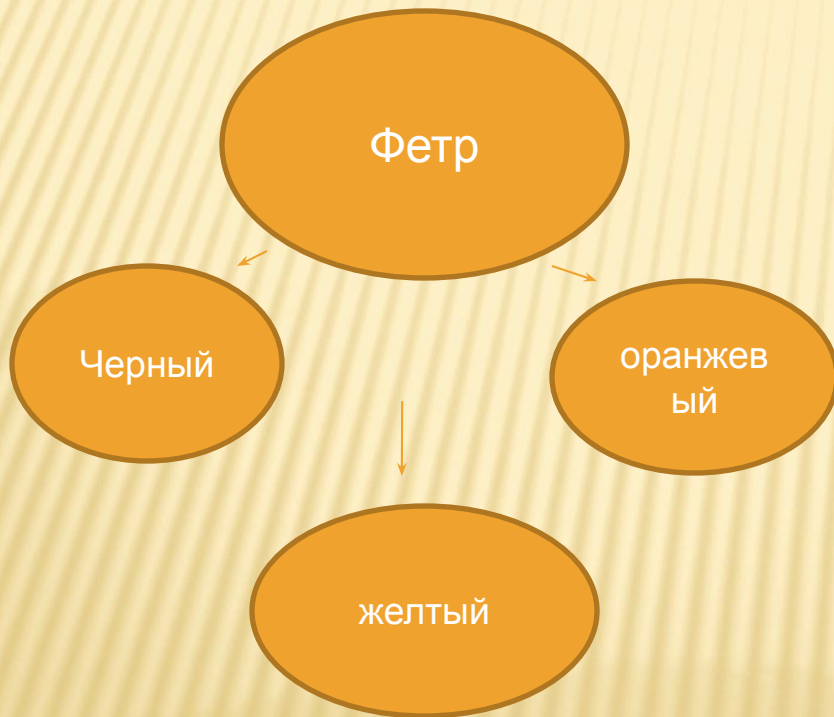 Фетр
Черный
оранжев
ый
желтый